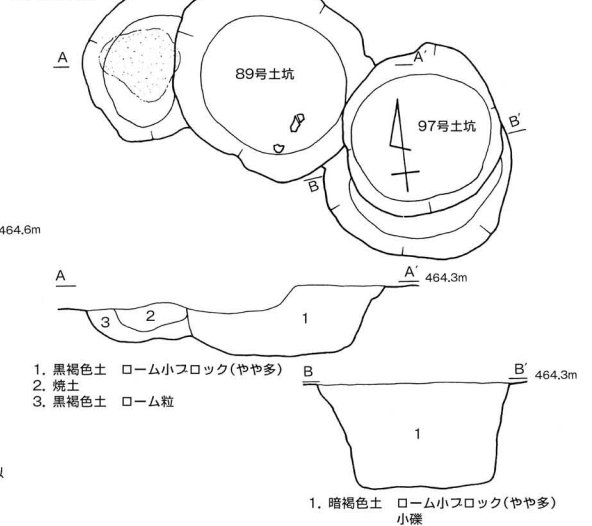 A
89号土坑
A′
97号土坑
B′
B
464.6m
A
A′ 464.3m
3
2
1
1. 黒褐色土 ローム小ブロック(やや多)
2. 焼土
3. 黒褐色土 ローム粒
B
B′ 464.3m
1
1. 暗褐色土 ローム小ブロック(やや多)
小礫